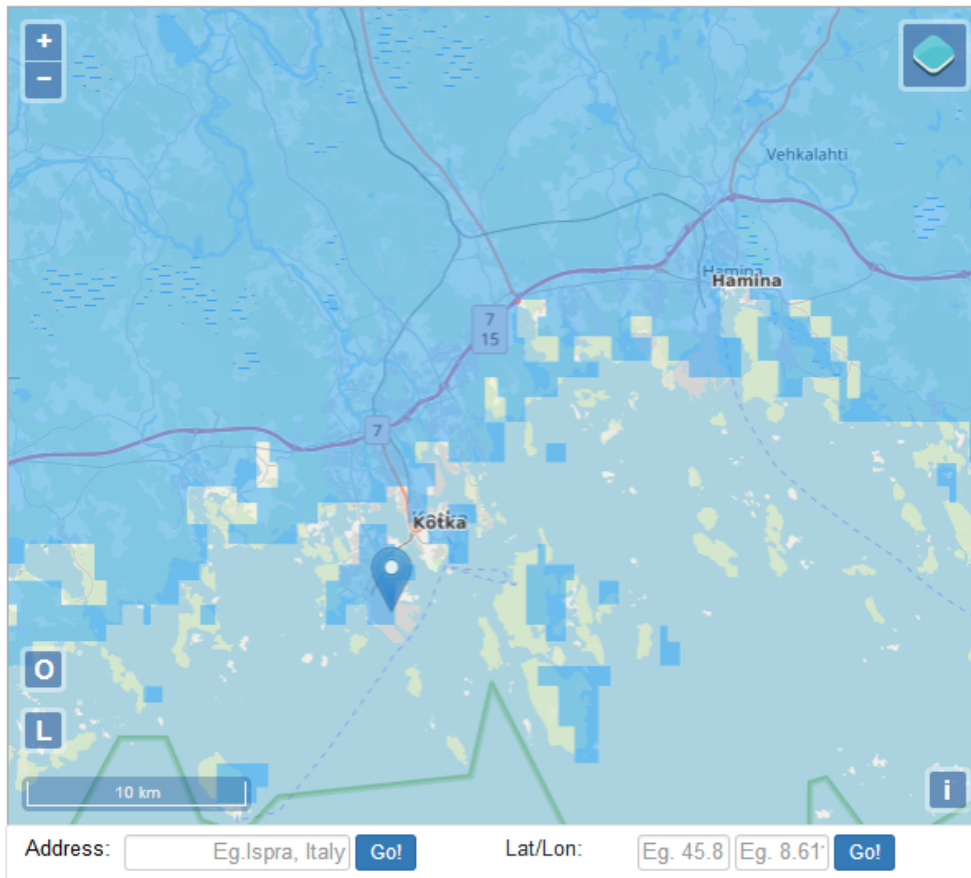 +
−
Vehkalahti
Hamina
Hamina
7
15
7
Kotka
O
L
10 km
i
Address:
Eg.Ispra, Italy
Go!
Lat/Lon:
Eg. 45.8
Eg. 8.61
Go!